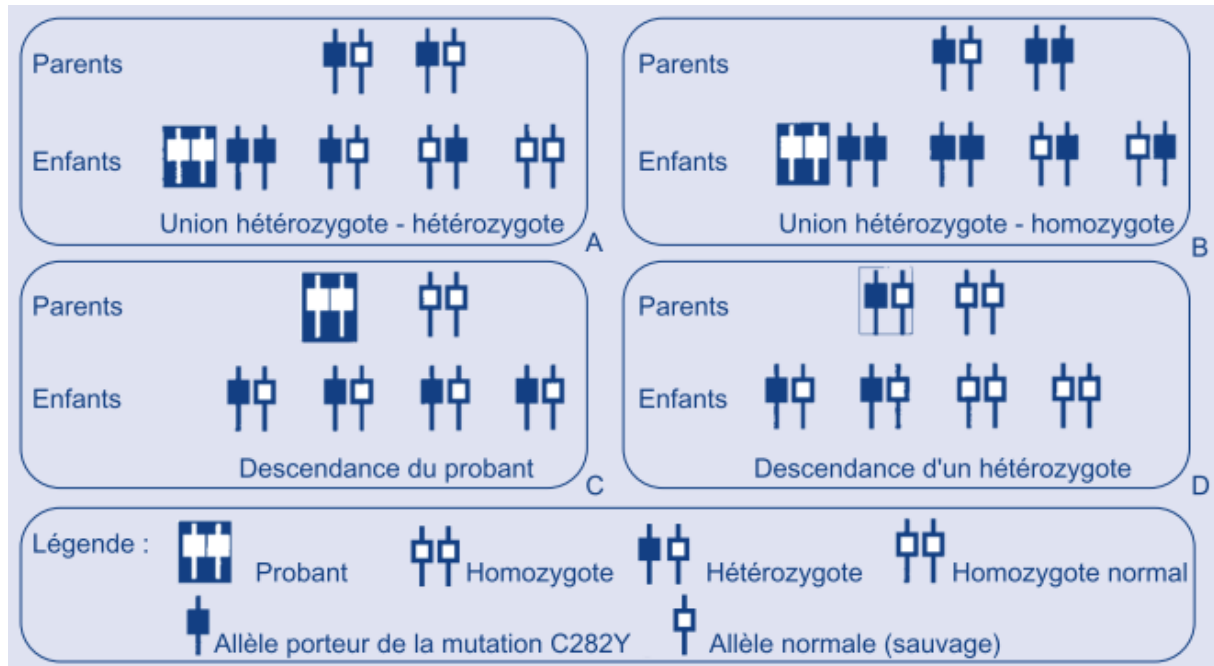 Parents
Enfants
Union hétérozygote - hétérozygote
A
Parents
Enfants
Union hétérozygote - homozygote
B
Parents
Enfants
Descendance du probant
C
Parents
Enfants
Descendance d'un hétérozygote
D
Légende :
Probant
Homozygote
Hétérozygote
Homozygote normal
Allèle porteur de la mutation C282Y
Allèle normale (sauvage)